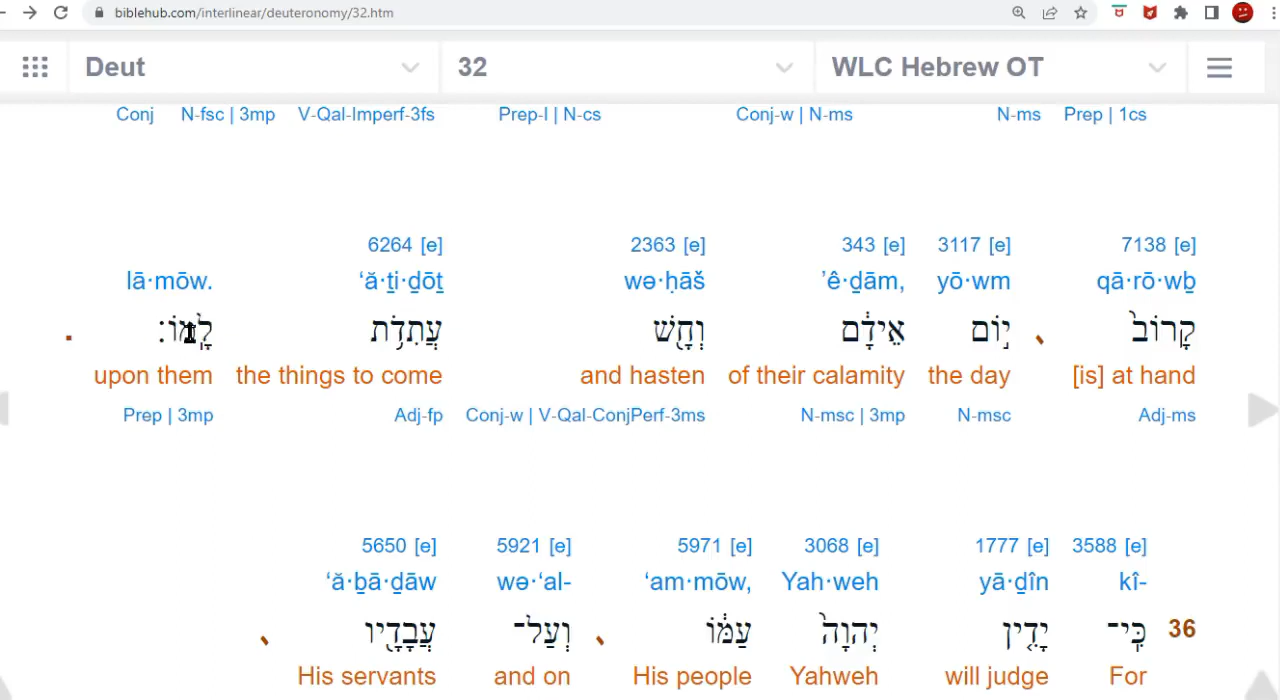 biblehub.com/interlinear/deuteronomy/32.htm
Deut 32 WLC Hebrew OT
Conj N-fsc | 3mp V-Qal-Imperf-3fs Prep-l | N-cs Conj-w | N-ms N-ms Prep | 1cs
6264 [e] 2363 [e] 343 [e] 3117 [e] 7138 [e]
lā·mōw. ‘ă·ṯi·ḏōṯ wə·ḥāš ’ê·ḏām, yō·wm qā·rō·wḇ
קָרוֹב֙ י֣וֹם אֵידָ֔ם וְחָ֖שׁ עֲתִדֹ֥ת לָֽמוֹ׃
. upon them the things to come and hasten of their calamity the day 、 [is] at hand
Prep | 3mp Adj-fp Conj-w | V-Qal-ConjPerf-3ms N-msc | 3mp N-msc Adj-ms
5650 [e] 5921 [e] 5971 [e] 3068 [e] 1777 [e] 3588 [e]
‘ă·ḇā·ḏāw wə·‘al- ‘am·mōw, Yah·weh yā·ḏîn kî-
36 כִּֽי־ יָדִ֤ין יְהוָה֙ עַמּ֔וֹ 、 וְעַל־ עֲבָדָ֖יו 、
His servants and on His people Yahweh will judge For